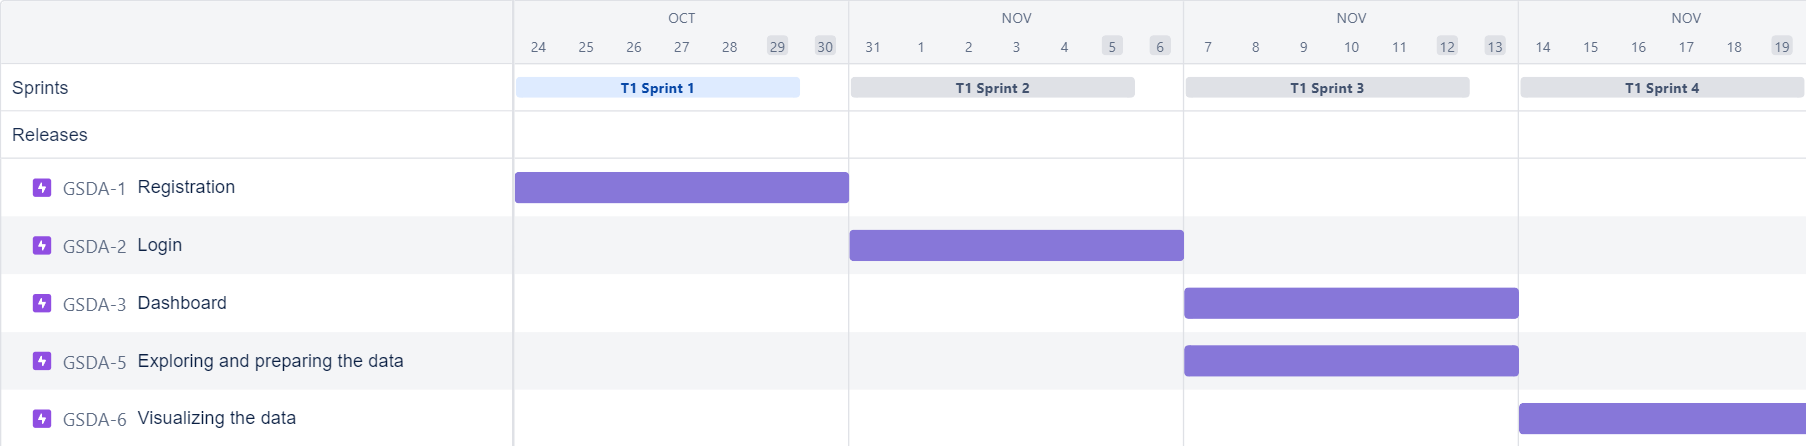 OCT NOV NOV NOV
24 25 26 27 28 29 30 31 1 2 3 4 5 6 7 8 9 10 11 12 13 14 15 16 17 18 19
Sprints T1 Sprint 1 T1 Sprint 2 T1 Sprint 3 T1 Sprint 4
Releases
GSDA-1 Registration
GSDA-2 Login
GSDA-3 Dashboard
GSDA-5 Exploring and preparing the data
GSDA-6 Visualizing the data